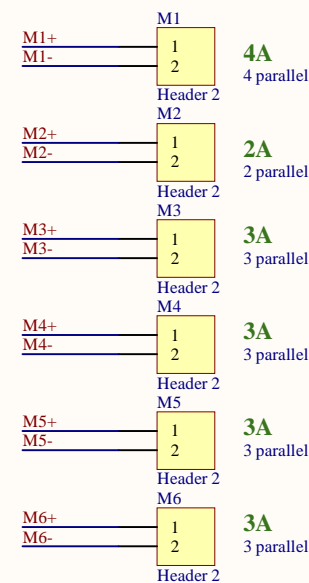 M1
M1+ 1 4A
M1- 2 4 parallel
Header 2
M2
M2+ 1 2A
M2- 2 2 parallel
Header 2
M3
M3+ 1 3A
M3- 2 3 parallel
Header 2
M4
M4+ 1 3A
M4- 2 3 parallel
Header 2
M5
M5+ 1 3A
M5- 2 3 parallel
Header 2
M6
M6+ 1 3A
M6- 2 3 parallel
Header 2